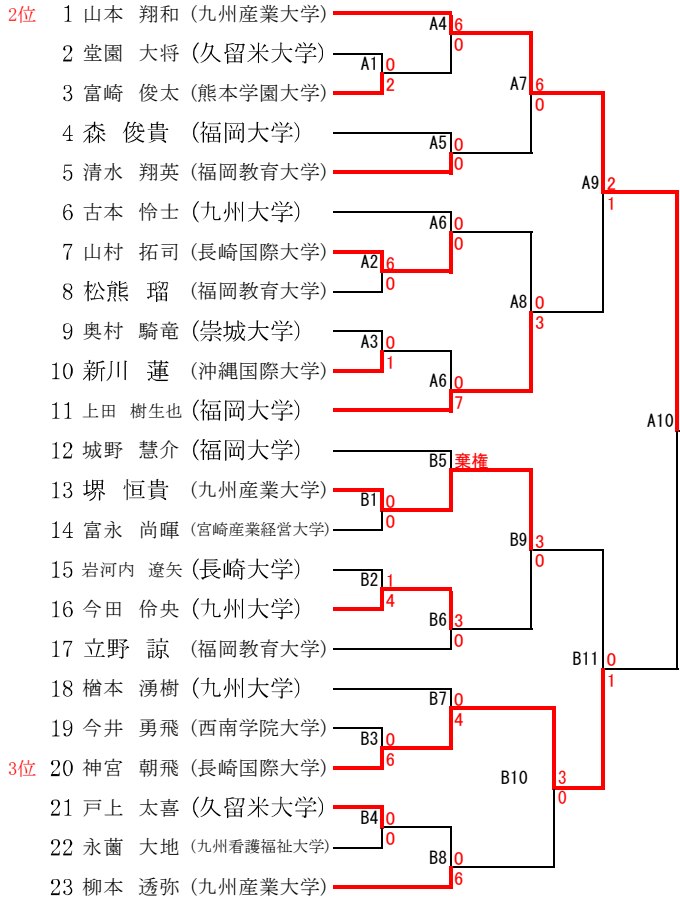 2位 1 山本 翔和 (九州産業大学)
A4 6
0
2 堂園 大将 (久留米大学)
A1 0
2
A7 6
0
3 富崎 俊太 (熊本学園大学)
4 森 俊貴 (福岡大学)
A5 0
0
5 清水 翔英 (福岡教育大学)
A9 2
1
6 古本 怜士 (九州大学)
A6 0
0
7 山村 拓司 (長崎国際大学)
A2 6
0
8 松熊 瑠 (福岡教育大学)
A8 0
3
9 奥村 騎竜 (崇城大学)
A3 0
1
10 新川 蓮 (沖縄国際大学)
A6 0
7
11 上田 樹生也 (福岡大学)
A10
12 城野 慧介 (福岡大学)
B5 棄権
13 堺 恒貴 (九州産業大学)
B1 0
0
14 富永 尚暉 (宮崎産業経営大学)
B9 3
0
15 岩河内 遼矢 (長崎大学)
B2 1
4
16 今田 伶央 (九州大学)
B6 3
0
17 立野 諒 (福岡教育大学)
B11 0
1
18 楢本 湧樹 (九州大学)
B7 0
4
19 今井 勇飛 (西南学院大学)
B3 0
6
3位 20 神宮 朝飛 (長崎国際大学)
B10 3
0
21 戸上 太喜 (久留米大学)
B4 0
0
22 永薗 大地 (九州看護福祉大学)
B8 0
6
23 柳本 透弥 (九州産業大学)